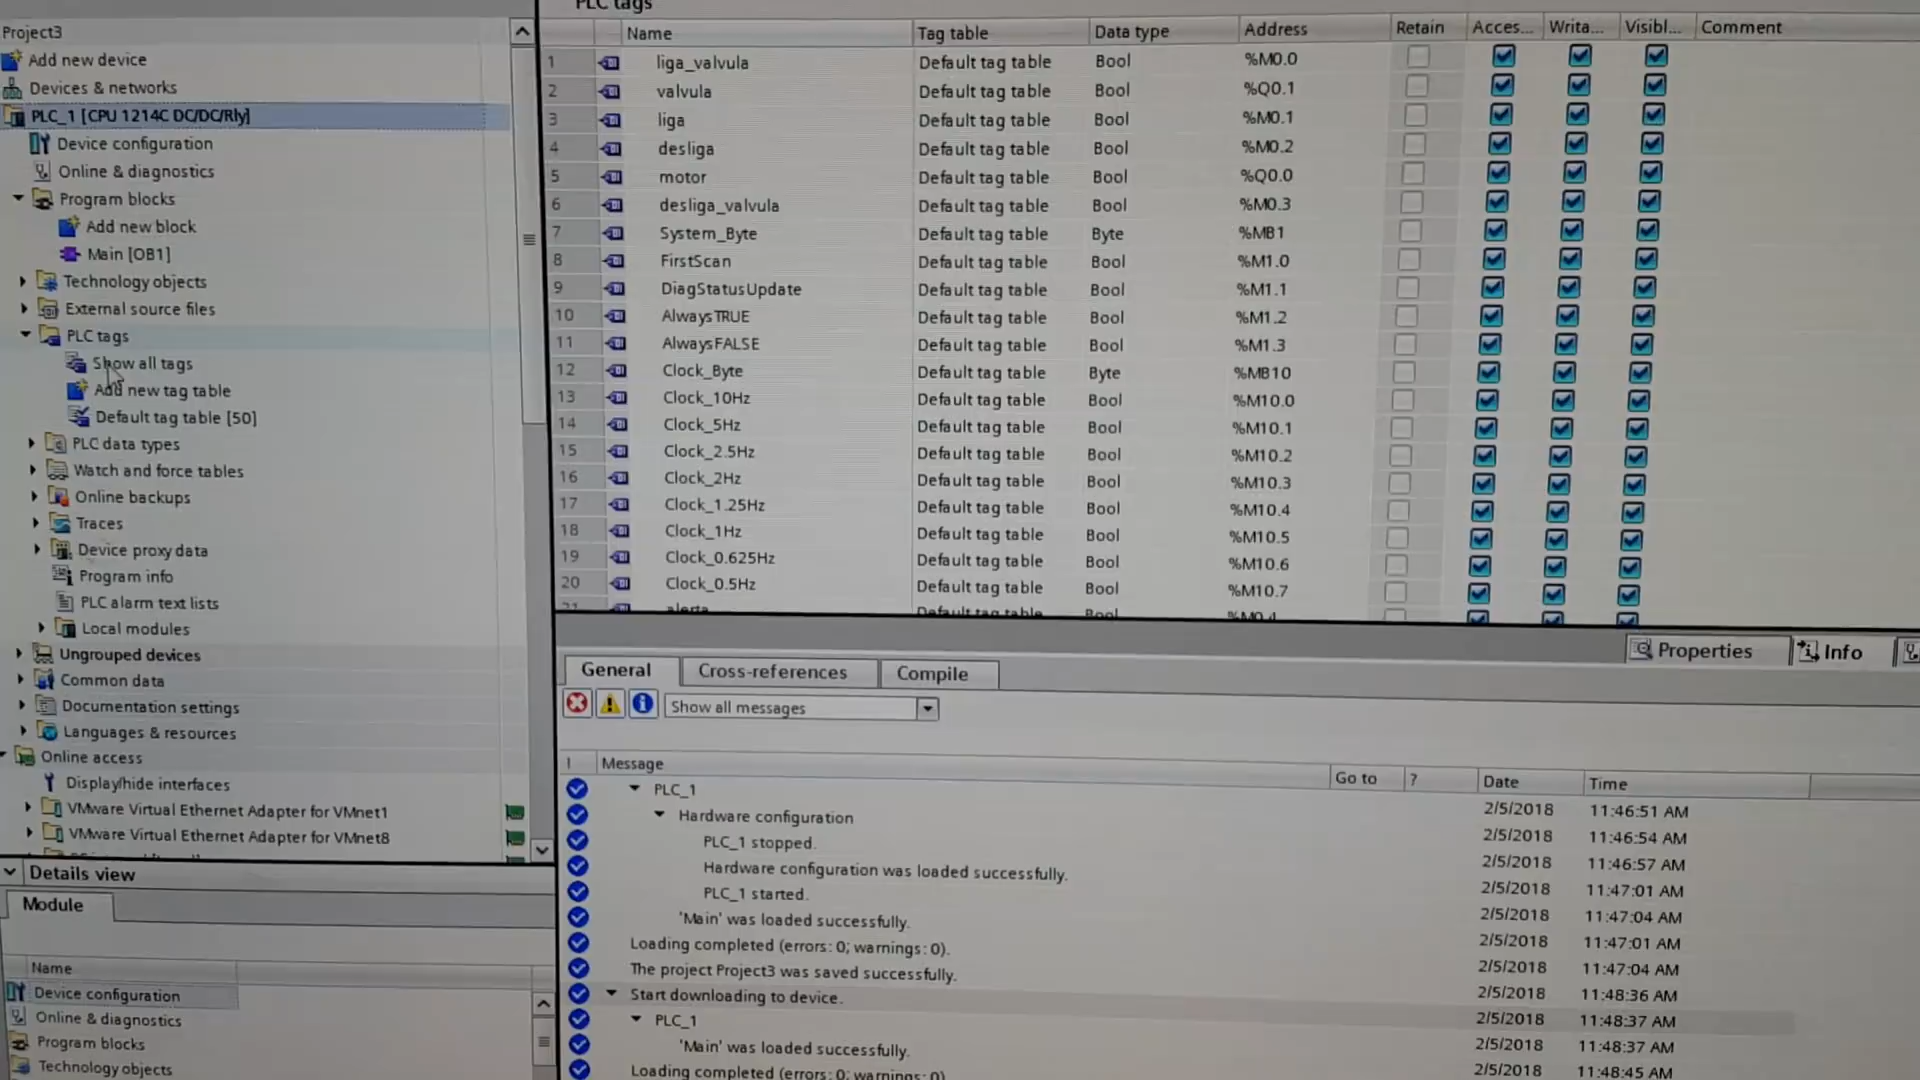 Project3
Add new device
Devices & networks
PLC_1 [CPU 1214C DC/DC/Rly]
Device configuration
Online & diagnostics
Program blocks
Add new block
Main [OB1]
Technology objects
External source files
PLC tags
Show all tags
Add new tag table
Default tag table [50]
PLC data types
Watch and force tables
Online backups
Traces
Device proxy data
Program info
PLC alarm text lists
Local modules
Ungrouped devices
Common data
Documentation settings
Languages & resources
Online access
Display/hide interfaces
VMware Virtual Ethernet Adapter for VMnet1
VMware Virtual Ethernet Adapter for VMnet8
Details view
Module
Name
Device configuration
Online & diagnostics
Program blocks
Technology objects
PLC tags
Name Tag table Data type Address Retain Acces... Writa... Visibl... Comment
1 liga_valvula Default tag table Bool %M0.0
2 valvula Default tag table Bool %Q0.1
3 liga Default tag table Bool %M0.1
4 desliga Default tag table Bool %M0.2
5 motor Default tag table Bool %Q0.0
6 desliga_valvula Default tag table Bool %M0.3
7 System_Byte Default tag table Byte %MB1
8 FirstScan Default tag table Bool %M1.0
9 DiagStatusUpdate Default tag table Bool %M1.1
10 AlwaysTRUE Default tag table Bool %M1.2
11 AlwaysFALSE Default tag table Bool %M1.3
12 Clock_Byte Default tag table Byte %MB10
13 Clock_10Hz Default tag table Bool %M10.0
14 Clock_5Hz Default tag table Bool %M10.1
15 Clock_2.5Hz Default tag table Bool %M10.2
16 Clock_2Hz Default tag table Bool %M10.3
17 Clock_1.25Hz Default tag table Bool %M10.4
18 Clock_1Hz Default tag table Bool %M10.5
19 Clock_0.625Hz Default tag table Bool %M10.6
20 Clock_0.5Hz Default tag table Bool %M10.7
21 alerta Default tag table Bool %M0.4
Properties Info
General Cross-references Compile
Show all messages
! Message Go to ? Date Time
PLC_1 2/5/2018 11:46:51 AM
Hardware configuration 2/5/2018 11:46:54 AM
PLC_1 stopped. 2/5/2018 11:46:57 AM
Hardware configuration was loaded successfully. 2/5/2018 11:47:01 AM
PLC_1 started. 2/5/2018 11:47:04 AM
'Main' was loaded successfully. 2/5/2018 11:47:01 AM
Loading completed (errors: 0; warnings: 0). 2/5/2018 11:47:04 AM
The project Project3 was saved successfully. 2/5/2018 11:48:36 AM
Start downloading to device. 2/5/2018 11:48:37 AM
PLC_1 2/5/2018 11:48:37 AM
'Main' was loaded successfully. 2/5/2018 11:48:45 AM
Loading completed (errors: 0; warnings: 0)